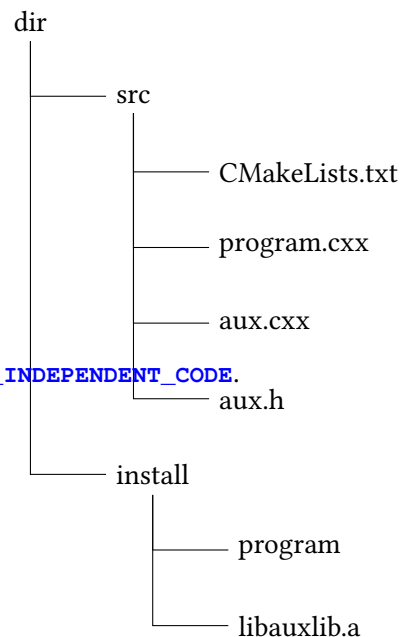 dir
src
CMakeLists.txt
program.cxx
aux.cxx
_INDEPENDENT_CODE.
aux.h
install
program
libauxlib.a